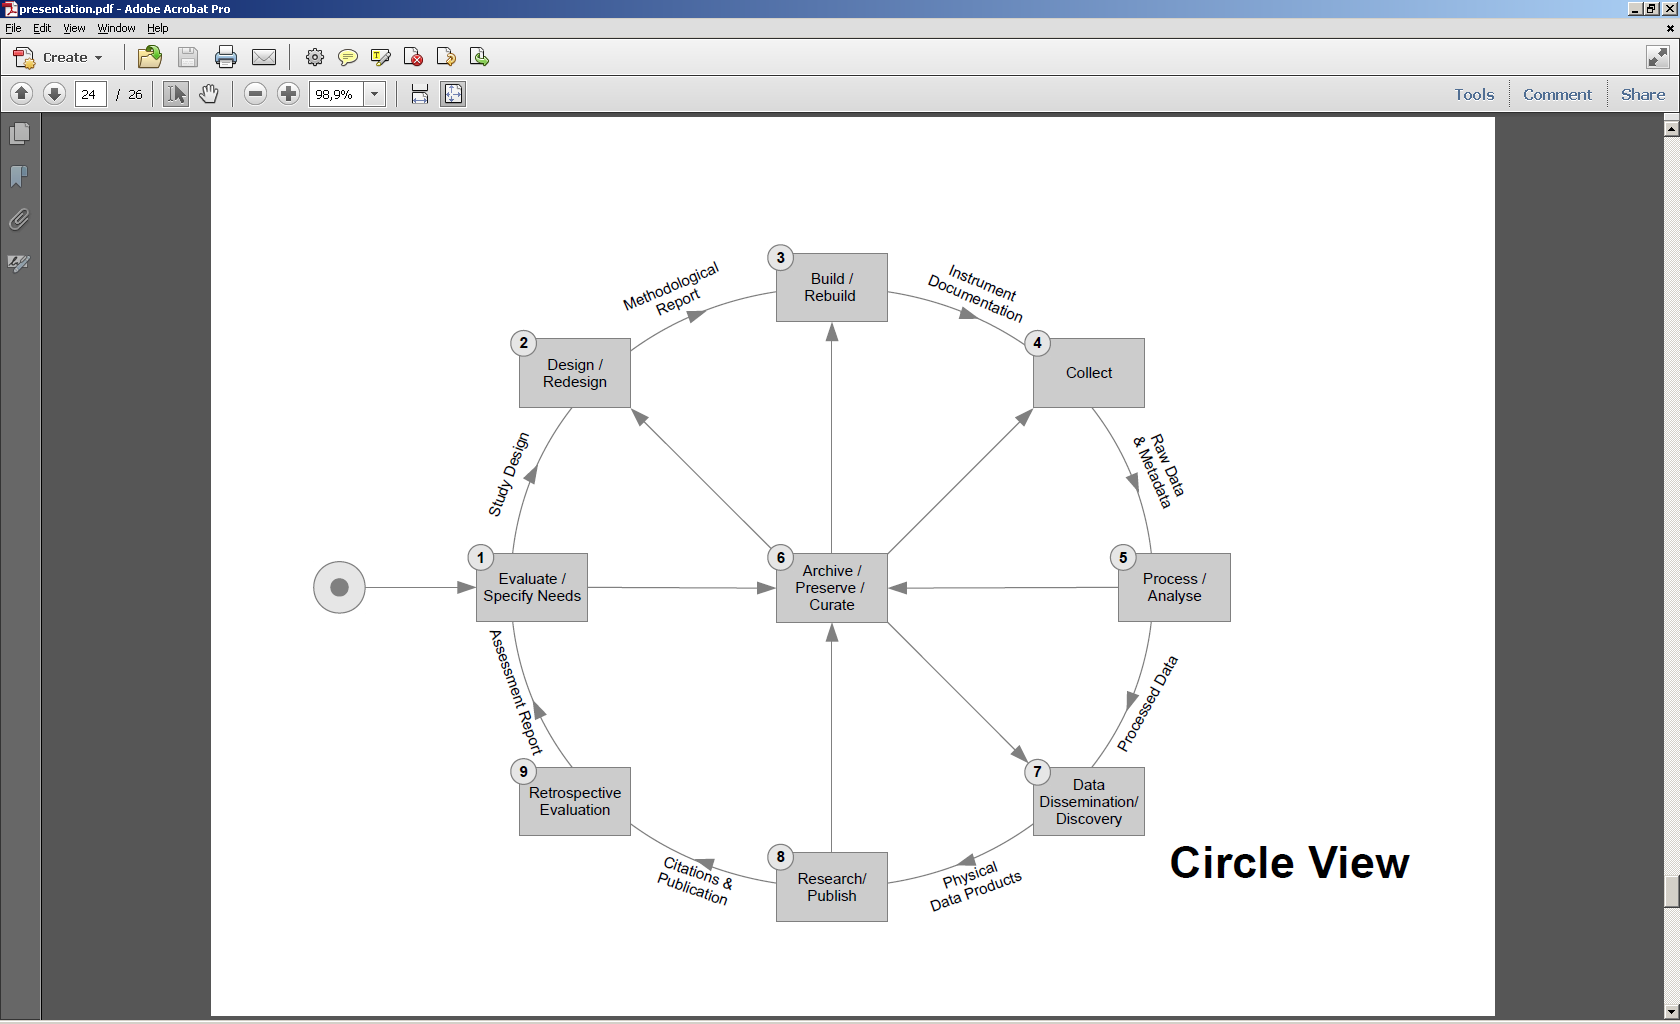 presentation.pdf - Adobe Acrobat Pro
File Edit View Window Help
Create
24 / 26
98,9%
Tools Comment Share
3
Build /
Rebuild
Methodological
Report
Instrument
Documentation
2
Design /
Redesign
4
Collect
Study Design
Raw Data
& Metadata
1
Evaluate /
Specify Needs
6
Archive /
Preserve /
Curate
5
Process /
Analyse
Assessment Report
Processed Data
9
Retrospective
Evaluation
7
Data
Dissemination/
Discovery
Citations &
Publication
8
Research/
Publish
Physical
Data Products
Circle View